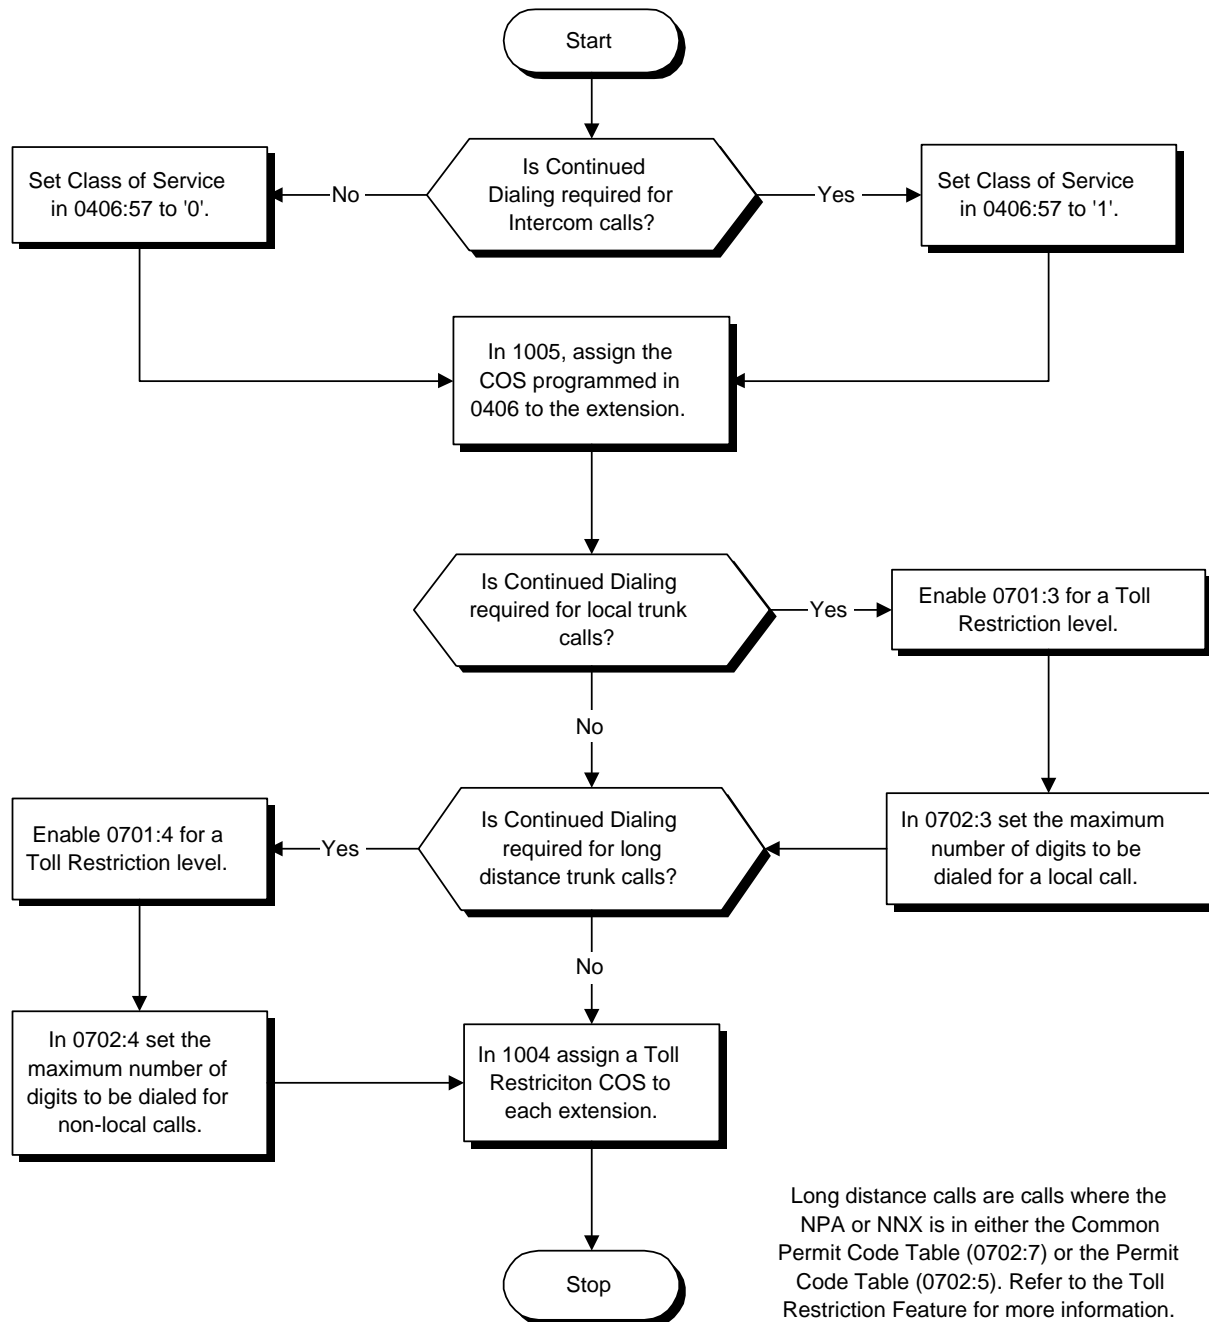 Start
Is Continued
Dialing required for
Intercom calls?
No
Yes
Set Class of Service
in 0406:57 to '0'.
Set Class of Service
in 0406:57 to '1'.
In 1005, assign the
COS programmed in
0406 to the extension.
Is Continued Dialing
required for local trunk
calls?
Yes
Enable 0701:3 for a Toll
Restriction level.
No
In 0702:3 set the maximum
number of digits to be
dialed for a local call.
Is Continued Dialing
required for long
distance trunk calls?
Yes
Enable 0701:4 for a
Toll Restriction level.
No
In 0702:4 set the
maximum number of
digits to be dialed for
non-local calls.
In 1004 assign a Toll
Restriciton COS to
each extension.
Stop
Long distance calls are calls where the
NPA or NNX is in either the Common
Permit Code Table (0702:7) or the Permit
Code Table (0702:5). Refer to the Toll
Restriction Feature for more information.